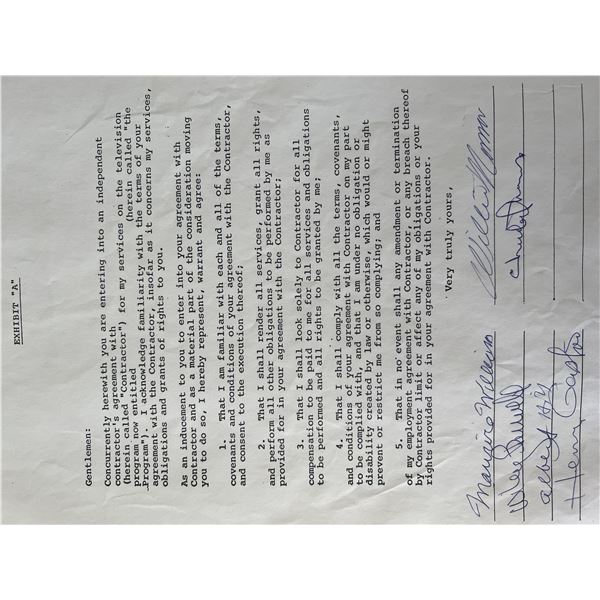 EXHIBIT "A"
Gentlemen:
Concurrently herewith you are entering into an independent
contractor's agreement with
(herein called "Contractor") for my services on the television
program now entitled (herein called "the
Program"). I acknowledge familiarity with the terms of your
agreement with the Contractor, insofar as it concerns my services,
obligations and grants of rights to you.
As an inducement to you to enter into your agreement with
Contractor and as a material part of the consideration moving
you to do so, I hereby represent, warrant and agree:
1. That I am familiar with each and all of the terms,
covenants and conditions of your agreement with the Contractor,
and consent to the execution thereof;
2. That I shall render all services, grant all rights,
and perform all other obligations to be performed by me as
provided for in your agreement with the contractor;
3. That I shall look solely to Contractor for all
compensation to be paid to me for all services and obligations
to be performed and all rights to be granted by me;
4. That I shall comply with all the terms, covenants,
and conditions of your agreement with Contractor on my part
to be complied with, and that I am under no obligation or
disability created by law or otherwise, which would or might
prevent or restrict me from so complying; and
5. That in no event shall any amendment or termination
of my employment agreement with Contractor, or any breach thereof
by Contractor limit or affect any of my obligations or your
rights provided for in your agreement with Contractor.
Very truly yours,
Williams
Albert
Henry